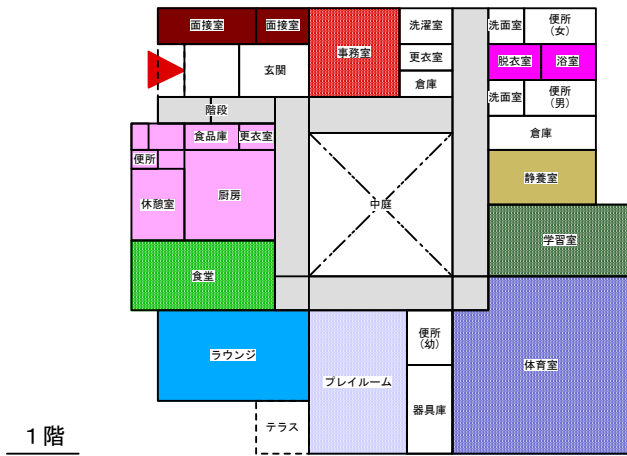 面接室
面接室
事務室
洗濯室
洗面室
便所
(女)
更衣室
脱衣室
浴室
玄関
倉庫
洗面室
便所
(男)
階段
食品庫
更衣室
倉庫
便所
静養室
休憩室
厨房
中庭
学習室
食堂
ラウンジ
便所
(幼)
プレイルーム
体育室
器具庫
テラス
1階